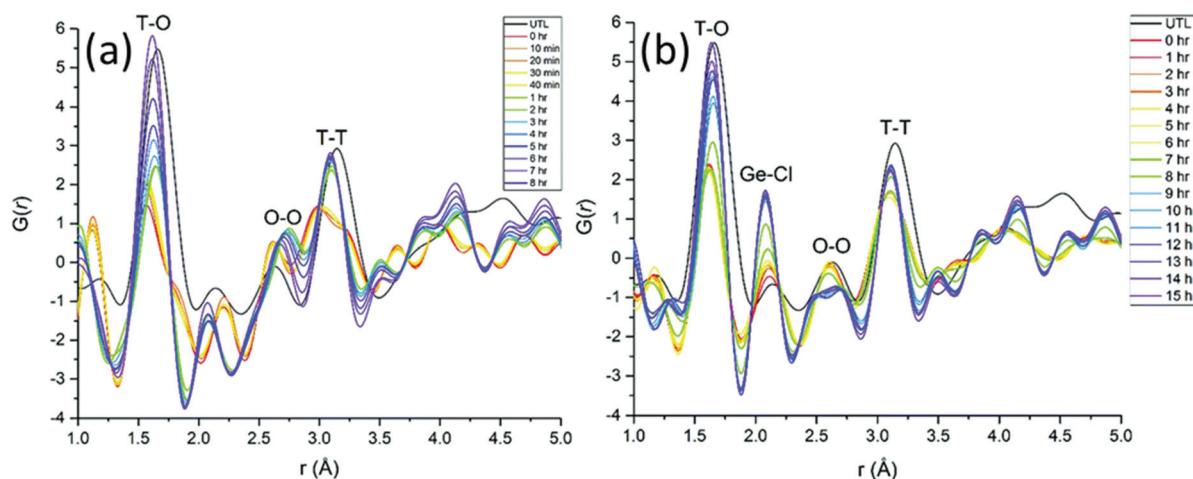 (a)
T-O
O-O
T-T
UTL
0 hr
10 min
20 min
30 min
40 min
1 hr
2 hr
3 hr
4 hr
5 hr
6 hr
7 hr
8 hr
6
5
4
3
2
1
0
-1
-2
-3
-4
G(r)
1.0 1.5 2.0 2.5 3.0 3.5 4.0 4.5 5.0
r (Å)
(b)
T-O
Ge-Cl
O-O
T-T
UTL
0 hr
1 hr
2 hr
3 hr
4 hr
5 hr
6 hr
7 hr
8 hr
9 hr
10 h
11 h
12 h
13 h
14 h
15 h
6
5
4
3
2
1
0
-1
-2
-3
-4
G(r)
1.0 1.5 2.0 2.5 3.0 3.5 4.0 4.5 5.0
r (Å)